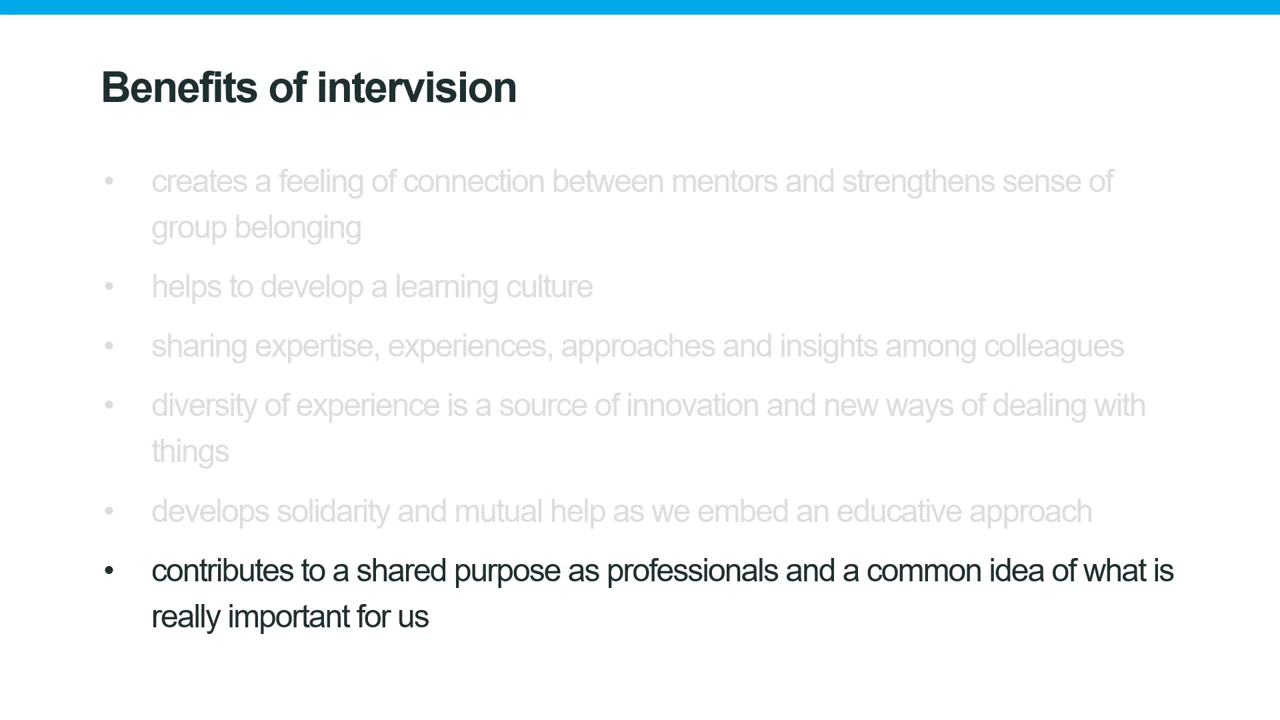 Benefits of intervision
• creates a feeling of connection between mentors and strengthens sense of
group belonging
• helps to develop a learning culture
• sharing expertise, experiences, approaches and insights among colleagues
• diversity of experience is a source of innovation and new ways of dealing with
things
• develops solidarity and mutual help as we embed an educative approach
• contributes to a shared purpose as professionals and a common idea of what is
really important for us